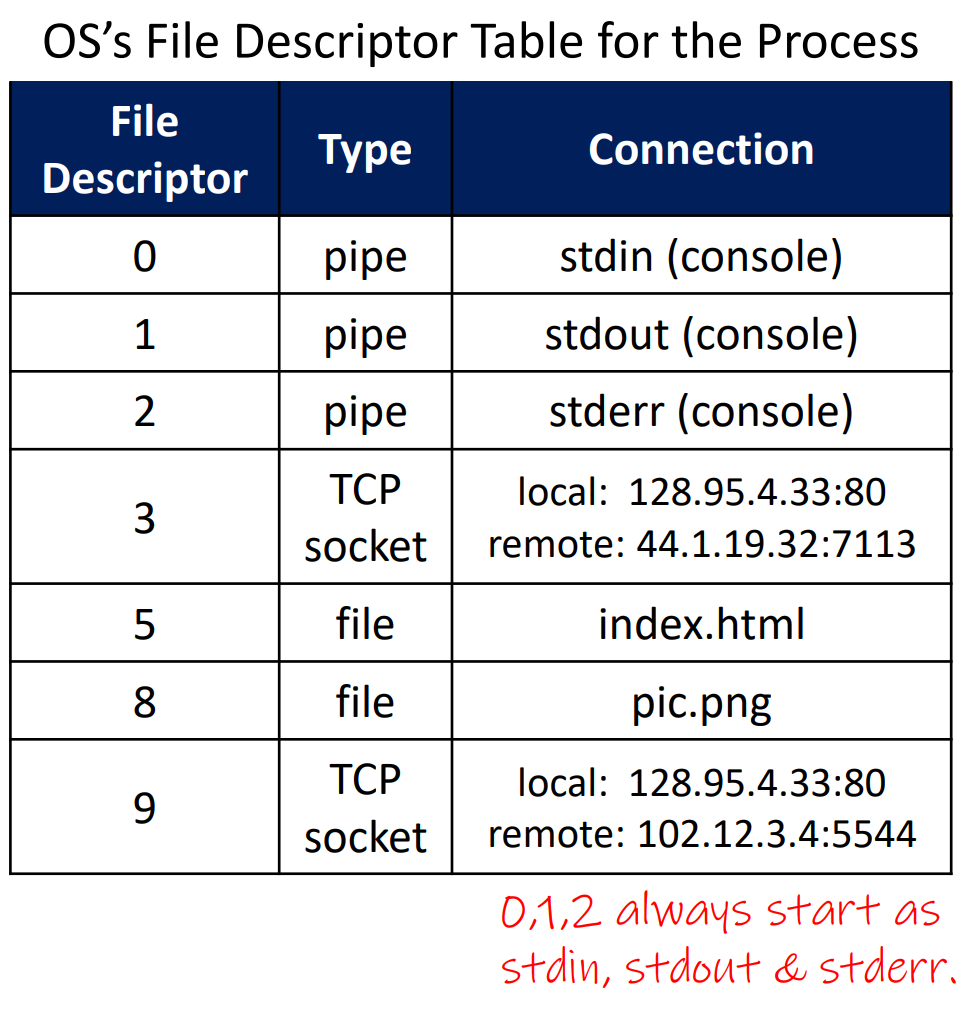 OS's File Descriptor Table for the Process
File
Descriptor
Type
Connection
0
pipe
stdin (console)
1
pipe
stdout (console)
2
pipe
stderr (console)
3
TCP
socket
local: 128.95.4.33:80
remote: 44.1.19.32:7113
5
file
index.html
8
file
pic.png
9
TCP
socket
local: 128.95.4.33:80
remote: 102.12.3.4:5544
0,1,2 always start as
stdin, stdout & stderr.